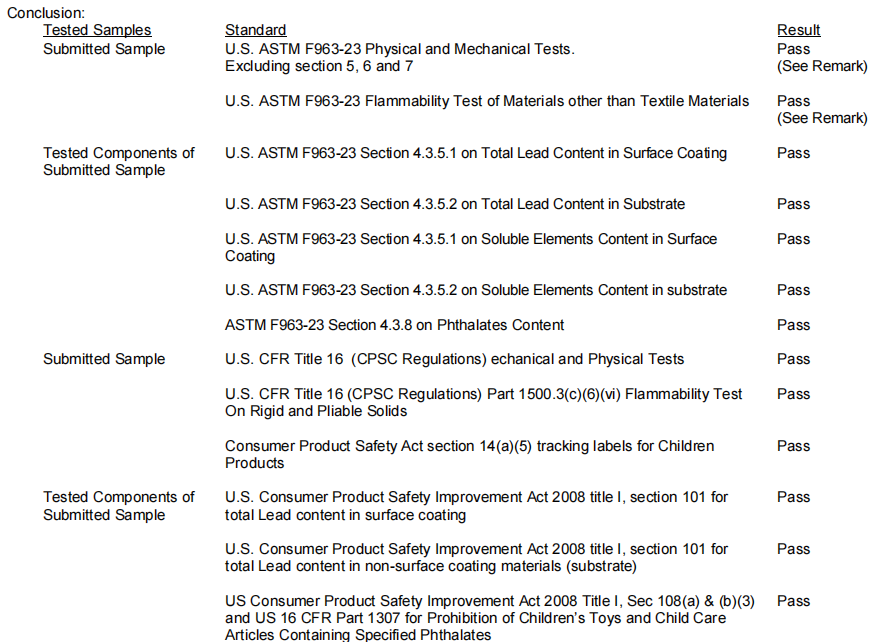 Conclusion:
Tested Samples Standard Result
Submitted Sample U.S. ASTM F963-23 Physical and Mechanical Tests. Pass
Excluding section 5, 6 and 7 (See Remark)
U.S. ASTM F963-23 Flammability Test of Materials other than Textile Materials Pass
(See Remark)
Tested Components of U.S. ASTM F963-23 Section 4.3.5.1 on Total Lead Content in Surface Coating Pass
Submitted Sample
U.S. ASTM F963-23 Section 4.3.5.2 on Total Lead Content in Substrate Pass
U.S. ASTM F963-23 Section 4.3.5.1 on Soluble Elements Content in Surface Pass
Coating
U.S. ASTM F963-23 Section 4.3.5.2 on Soluble Elements Content in substrate Pass
ASTM F963-23 Section 4.3.8 on Phthalates Content Pass
Submitted Sample U.S. CFR Title 16 (CPSC Regulations) echanical and Physical Tests Pass
U.S. CFR Title 16 (CPSC Regulations) Part 1500.3(c)(6)(vi) Flammability Test Pass
On Rigid and Pliable Solids
Consumer Product Safety Act section 14(a)(5) tracking labels for Children Pass
Products
Tested Components of U.S. Consumer Product Safety Improvement Act 2008 title I, section 101 for Pass
Submitted Sample total Lead content in surface coating
U.S. Consumer Product Safety Improvement Act 2008 title I, section 101 for Pass
total Lead content in non-surface coating materials (substrate)
US Consumer Product Safety Improvement Act 2008 Title I, Sec 108(a) & (b)(3) Pass
and US 16 CFR Part 1307 for Prohibition of Children's Toys and Child Care
Articles Containing Specified Phthalates